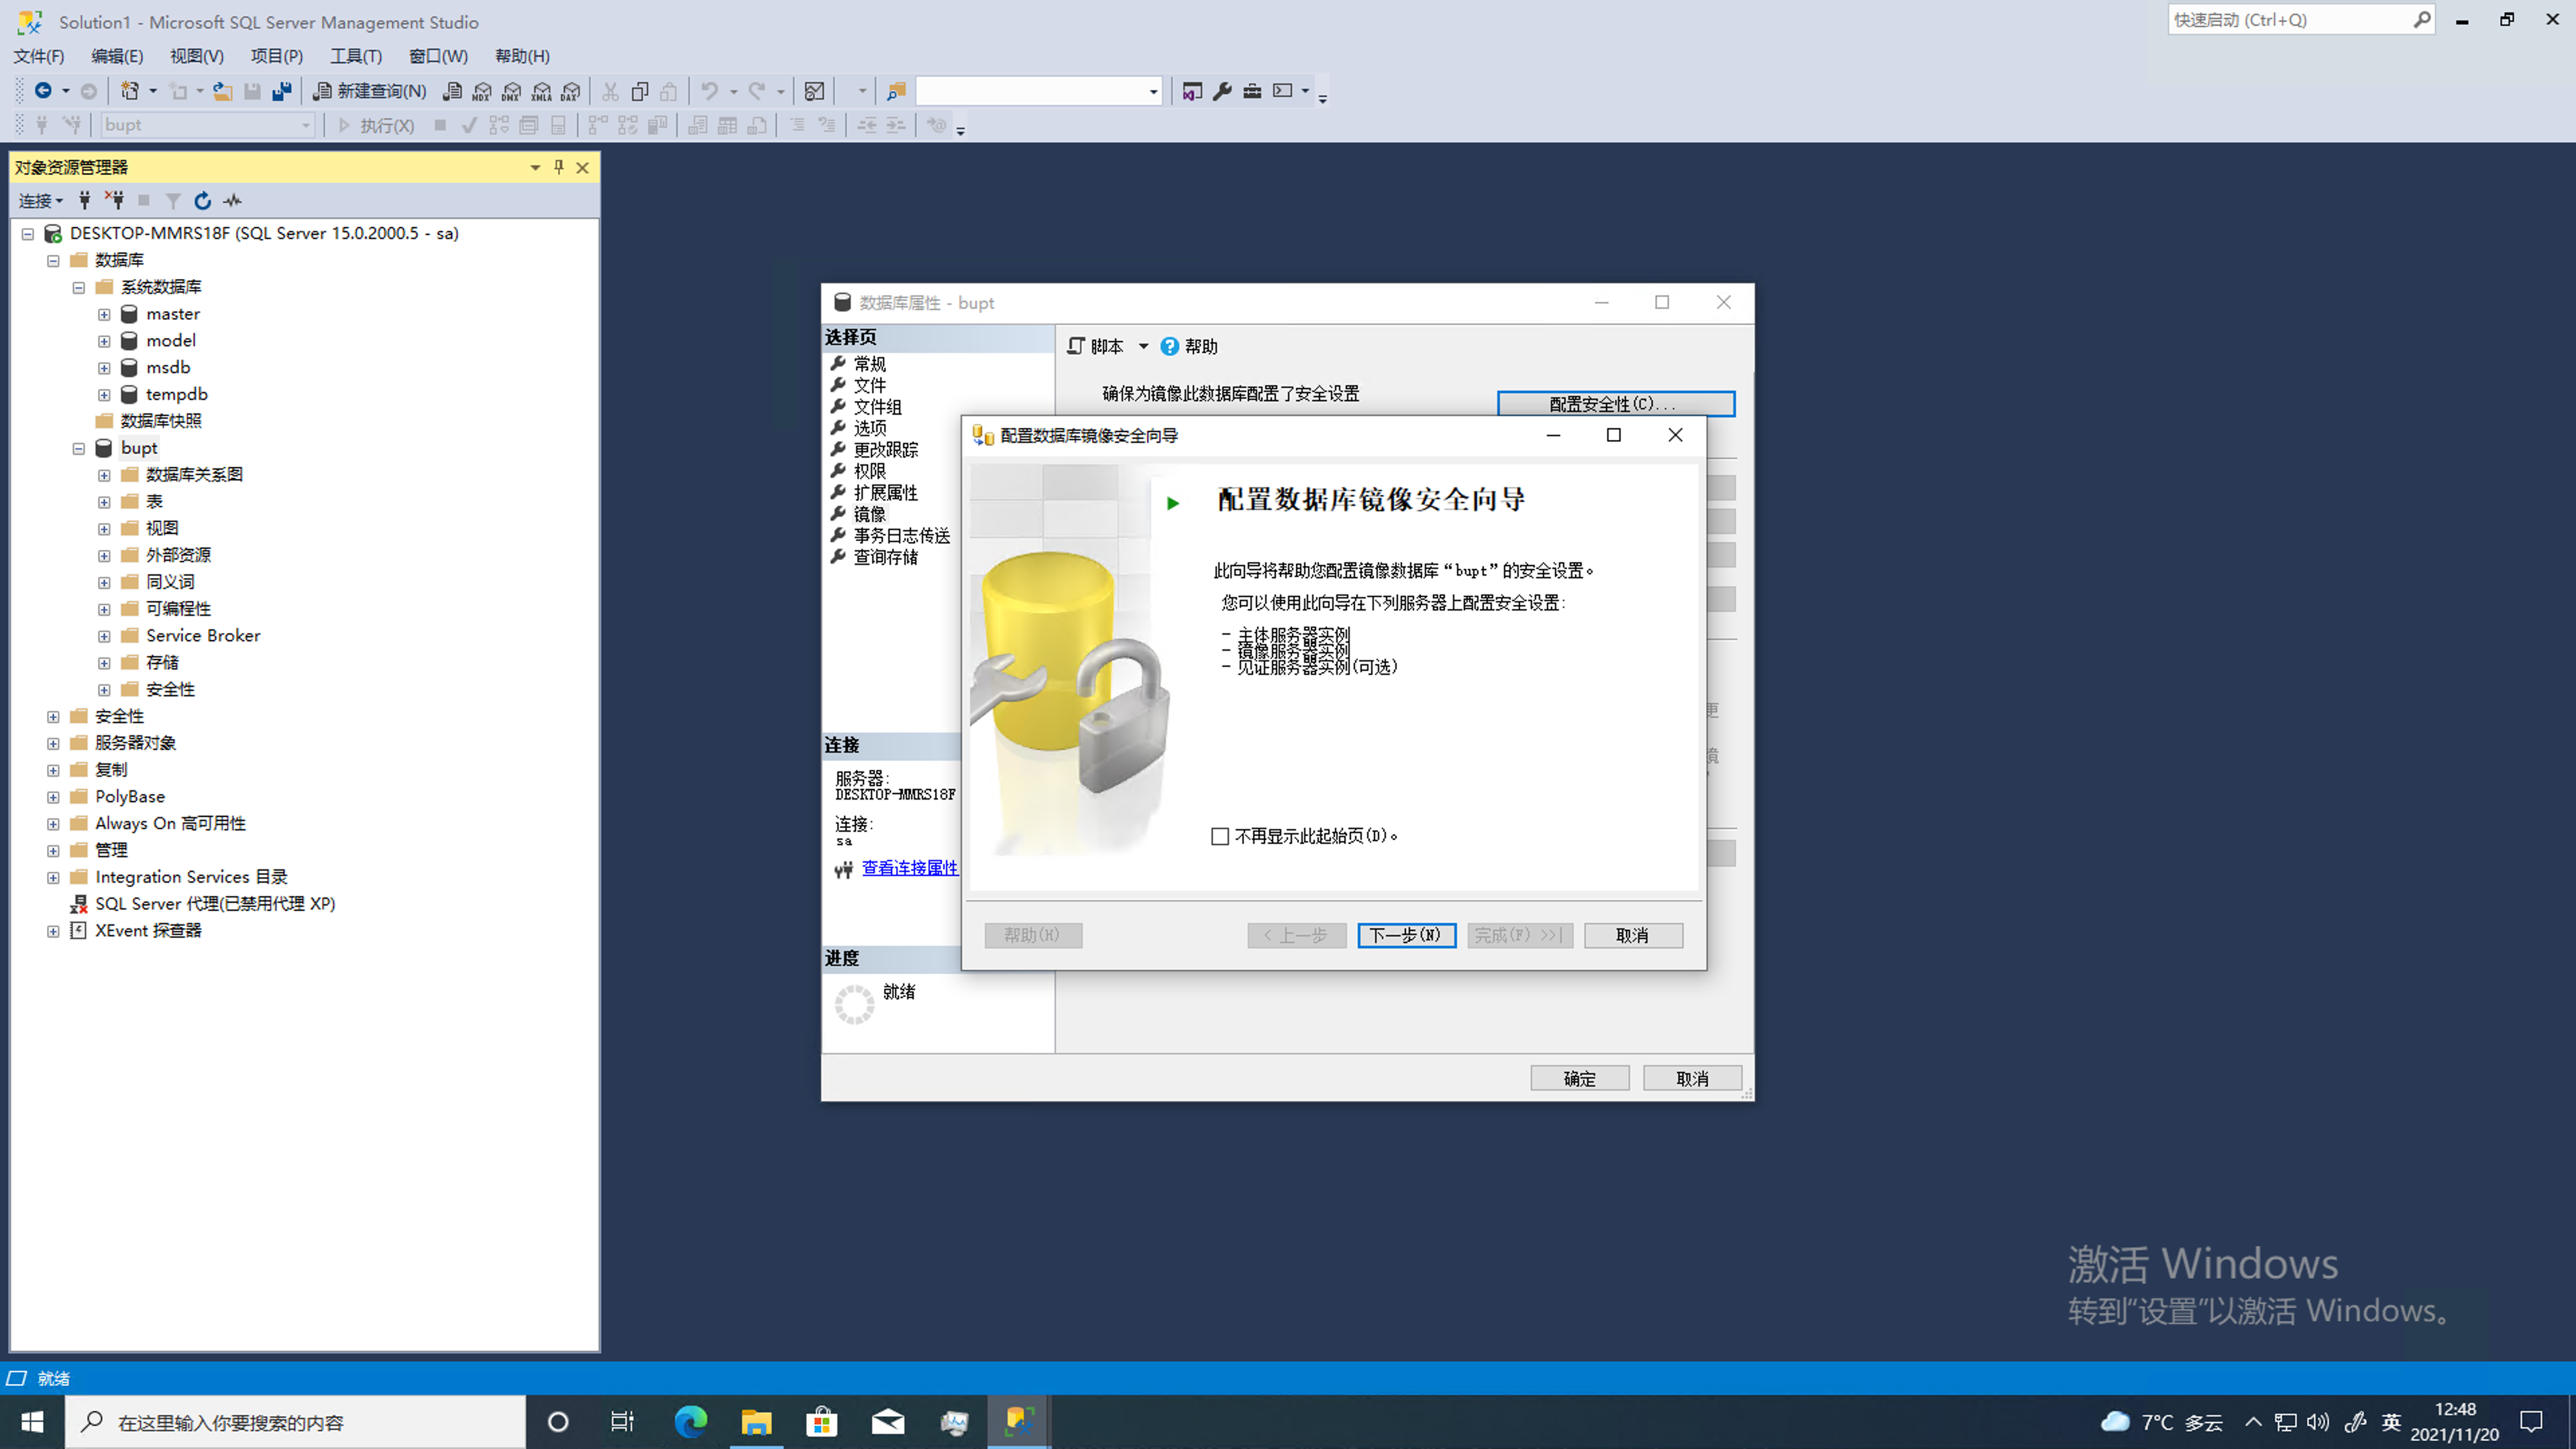 Solution1 - Microsoft SQL Server Management Studio
快速启动 (Ctrl+Q)
文件(F)
编辑(E)
视图(V)
项目(P)
工具(T)
窗口(W)
帮助(H)
新建查询(N)
MDX
DMX
XMLA
DAX
bupt
执行(X)
对象资源管理器
连接
DESKTOP-MMRS18F (SQL Server 15.0.2000.5 - sa)
数据库
系统数据库
master
model
msdb
tempdb
数据库快照
bupt
数据库关系图
表
视图
外部资源
同义词
可编程性
Service Broker
存储
安全性
安全性
服务器对象
复制
PolyBase
Always On 高可用性
管理
Integration Services 目录
SQL Server 代理(已禁用代理 XP)
XEvent 探查器
数据库属性 - bupt
选择页
常规
文件
文件组
选项
更改跟踪
权限
扩展属性
镜像
事务日志传送
查询存储
脚本
帮助
确保为镜像此数据库配置了安全设置
配置安全性(C)...
更
镜
连接
服务器:
DESKTOP-MMRS18F
连接:
sa
查看连接属性
进度
就绪
确定
取消
配置数据库镜像安全向导
配置数据库镜像安全向导
此向导将帮助您配置镜像数据库“bupt”的安全设置。
您可以使用此向导在下列服务器上配置安全设置:
- 主体服务器实例
- 镜像服务器实例
- 见证服务器实例(可选)
不再显示此起始页(D)。
帮助(H)
< 上一步
下一步(N)
完成(F) >>|
取消
激活 Windows
转到“设置”以激活 Windows。
就绪
在这里输入你要搜索的内容
7°C 多云
英
12:48
2021/11/20